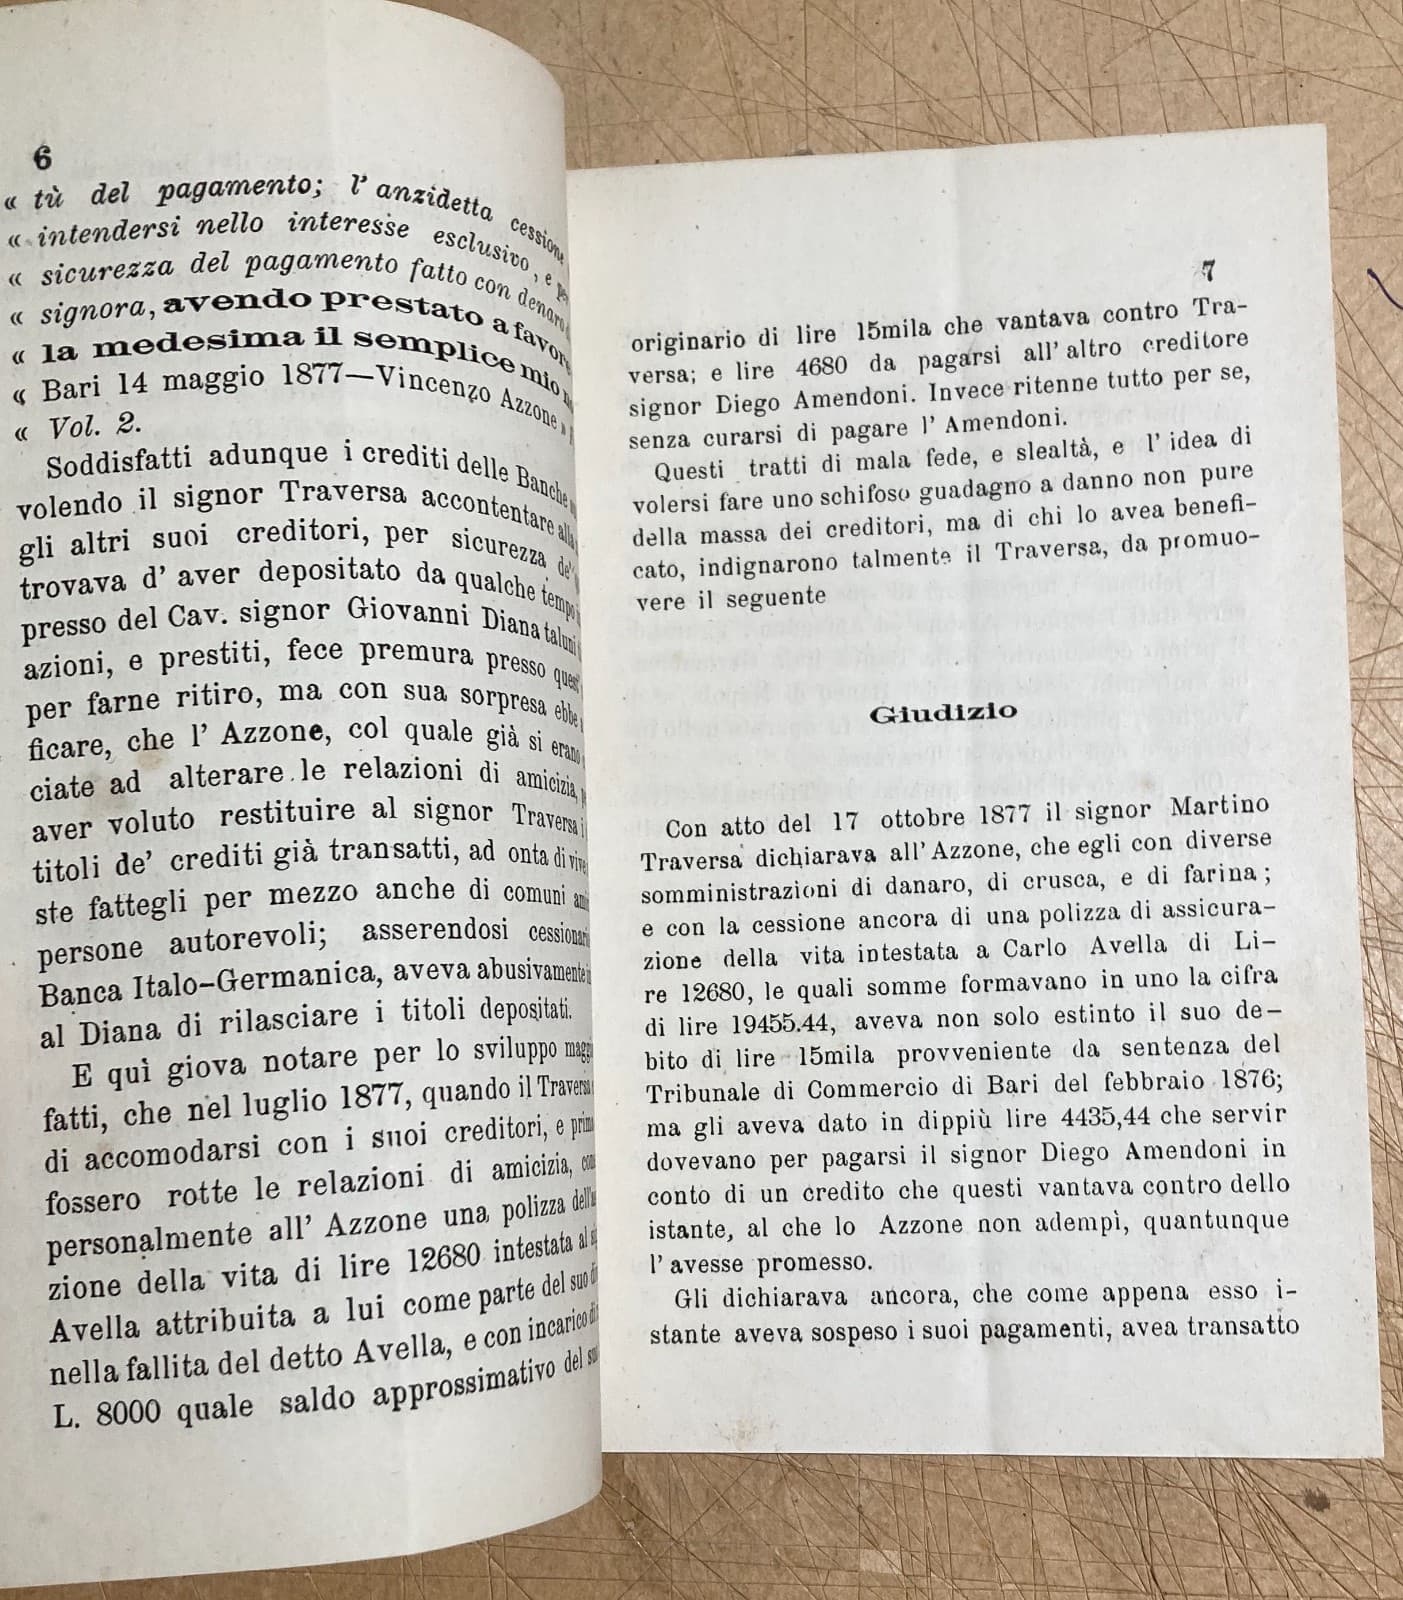 6
« tù del pagamento; l' anzidetta cessione
« intendersi nello interesse esclusivo, e
« sicurezza del pagamento fatto con denaro
« signora, avendo prestato a favore
« la medesima il semplice mio
« Bari 14 maggio 1877—Vincenzo Azzone »
« Vol. 2.
Soddisfatti adunque i crediti delle Banche
volendo il signor Traversa accontentare
gli altri suoi creditori, per sicurezza de'
trovava d' aver depositato da qualche tempo
presso del Cav. signor Giovanni Diana taluni
azioni, e prestiti, fece premura presso
per farne ritiro, ma con sua sorpresa ebbe
ficare, che l' Azzone, col quale già si erano
ciate ad alterare le relazioni di amicizia,
aver voluto restituire al signor Traversa i
titoli de' crediti già transatti, ad onta di
ste fattegli per mezzo anche di comuni
persone autorevoli; asserendosi
Banca Italo-Germanica, aveva abusivamente
al Diana di rilasciare i titoli depositati.
E quì giova notare per lo sviluppo
fatti, che nel luglio 1877, quando il Traversa
di accomodarsi con i suoi creditori, e
fossero rotte le relazioni di amicizia,
personalmente all' Azzone una polizza
zione della vita di lire 12680 intestata al
Avella attribuita a lui come parte del suo
nella fallita del detto Avella, e con incarico
L. 8000 quale saldo approssimativo del
7
originario di lire 15mila che vantava contro Tra-
versa; e lire 4680 da pagarsi all' altro creditore
signor Diego Amendoni. Invece ritenne tutto per se,
senza curarsi di pagare l' Amendoni.
Questi tratti di mala fede, e slealtà, e l' idea di
volersi fare uno schifoso guadagno a danno non pure
della massa dei creditori, ma di chi lo avea benefi-
cato, indignarono talmente il Traversa, da promuo-
vere il seguente
Giudizio
Con atto del 17 ottobre 1877 il signor Martino
Traversa dichiarava all' Azzone, che egli con diverse
somministrazioni di danaro, di crusca, e di farina;
e con la cessione ancora di una polizza di assicura-
zione della vita intestata a Carlo Avella di Li-
re 12680, le quali somme formavano in uno la cifra
di lire 19455.44, aveva non solo estinto il suo de-
bito di lire 15mila provveniente da sentenza del
Tribunale di Commercio di Bari del febbraio 1876;
ma gli aveva dato in dippiù lire 4435,44 che servir
dovevano per pagarsi il signor Diego Amendoni in
conto di un credito che questi vantava contro dello
istante, al che lo Azzone non adempì, quantunque
l' avesse promesso.
Gli dichiarava ancora, che come appena esso i-
stante aveva sospeso i suoi pagamenti, avea transatto